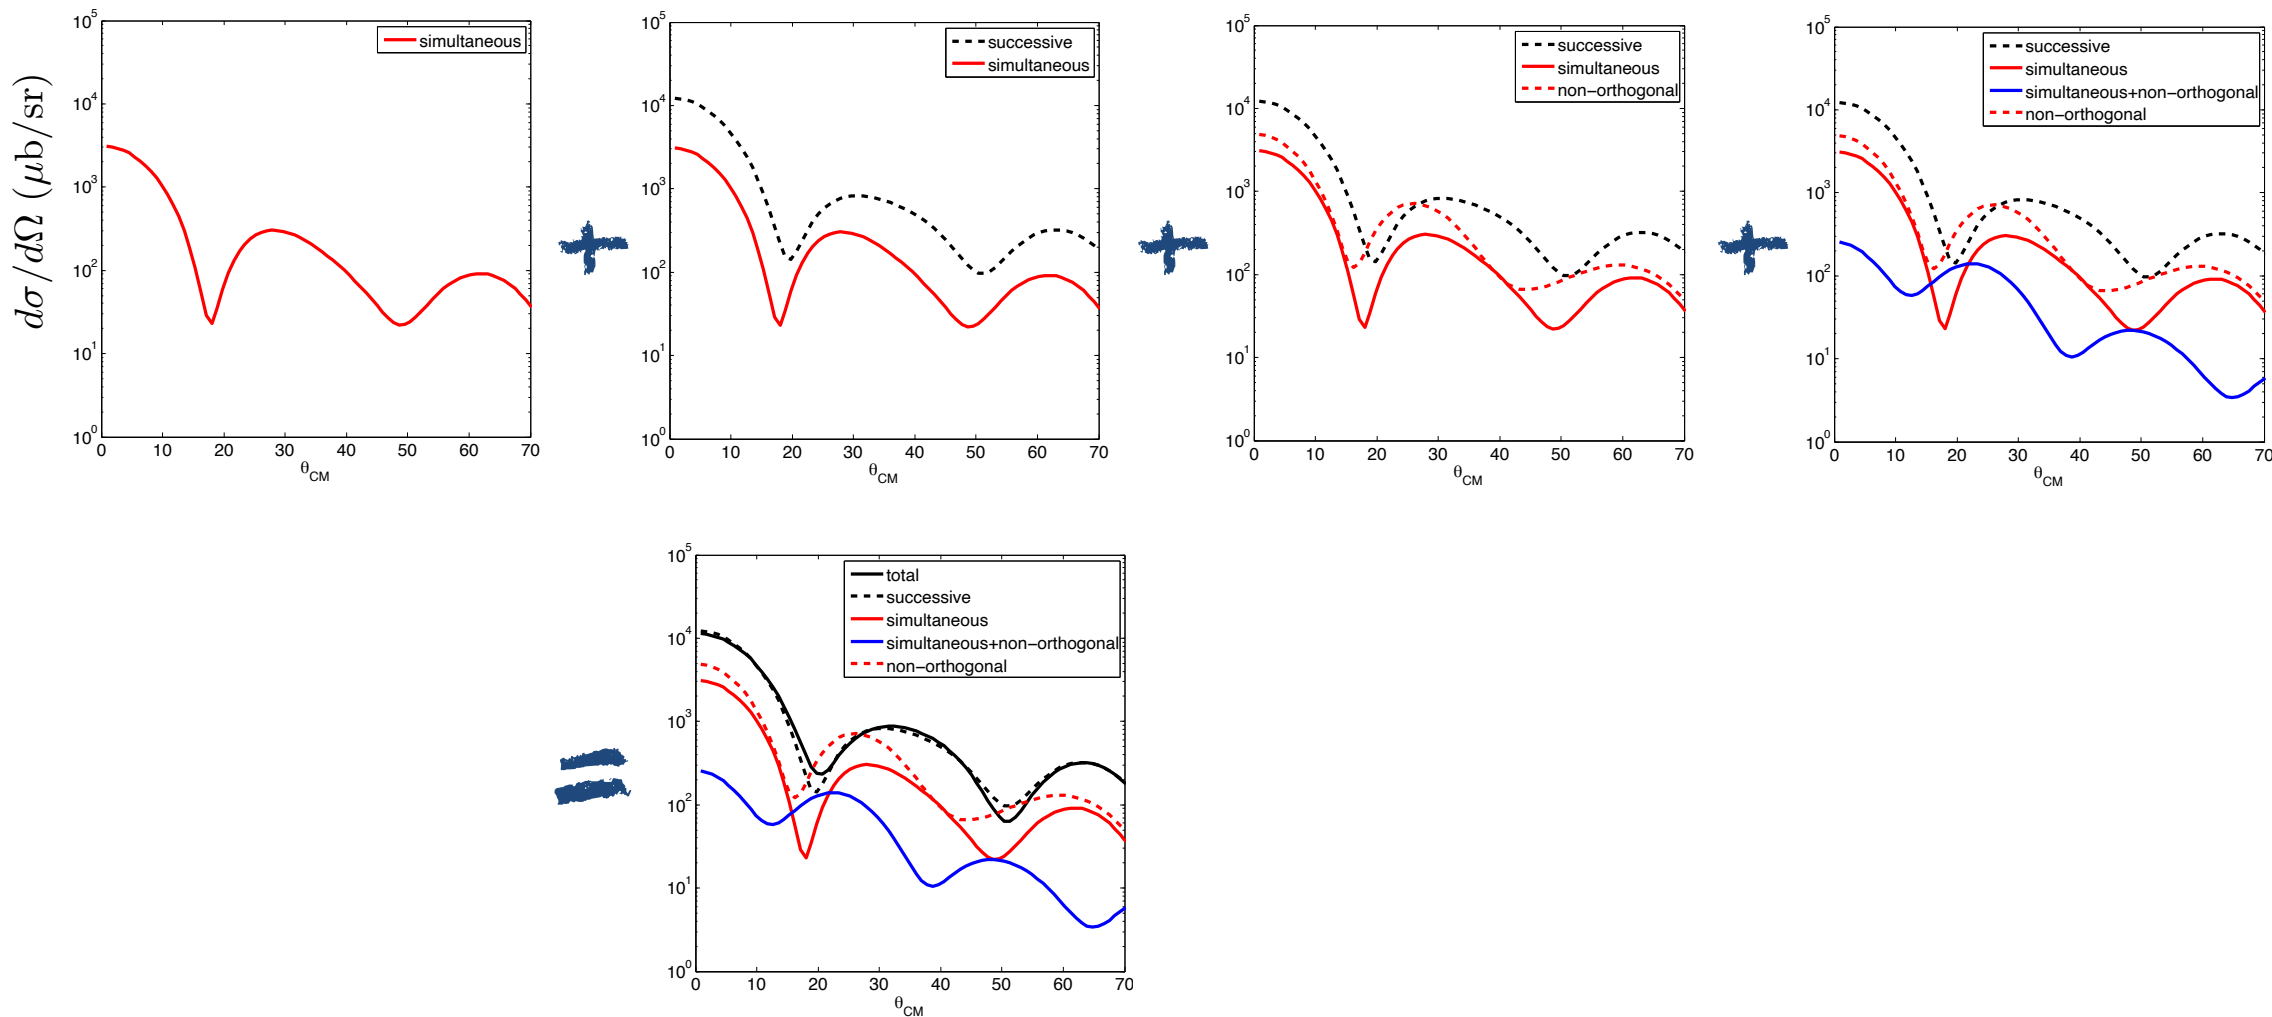 dσ/dΩ (μb/sr)
10^5
10^4
10^3
10^2
10^1
10^0
simultaneous
0 10 20 30 40 50 60 70
θ_CM
+
10^5
10^4
10^3
10^2
10^1
10^0
successive
simultaneous
0 10 20 30 40 50 60 70
θ_CM
+
10^5
10^4
10^3
10^2
10^1
10^0
successive
simultaneous
non-orthogonal
0 10 20 30 40 50 60 70
θ_CM
+
10^5
10^4
10^3
10^2
10^1
10^0
successive
simultaneous
simultaneous+non-orthogonal
non-orthogonal
0 10 20 30 40 50 60 70
θ_CM
=
10^5
10^4
10^3
10^2
10^1
10^0
total
successive
simultaneous
simultaneous+non-orthogonal
non-orthogonal
0 10 20 30 40 50 60 70
θ_CM